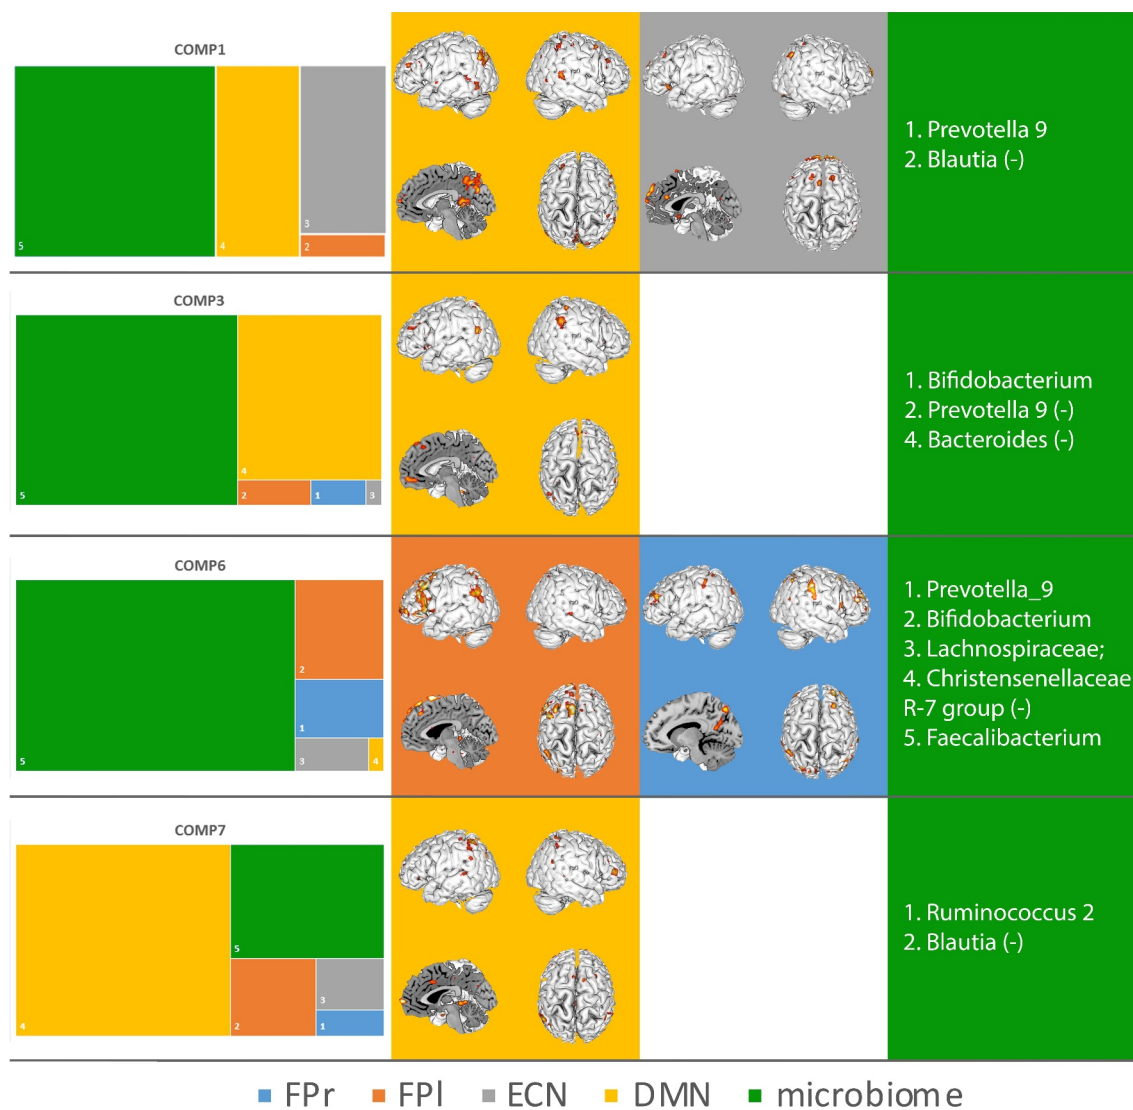 COMP1
5
4
3
2
1. Prevotella 9
2. Blautia (-)
COMP3
5
4
2
1
3
1. Bifidobacterium
2. Prevotella 9 (-)
4. Bacteroides (-)
COMP6
5
2
1
3
4
1. Prevotella_9
2. Bifidobacterium
3. Lachnospiraceae;
4. Christensenellaceae
R-7 group (-)
5. Faecalibacterium
COMP7
4
5
2
3
1
1. Ruminococcus 2
2. Blautia (-)
FPr FPl ECN DMN microbiome